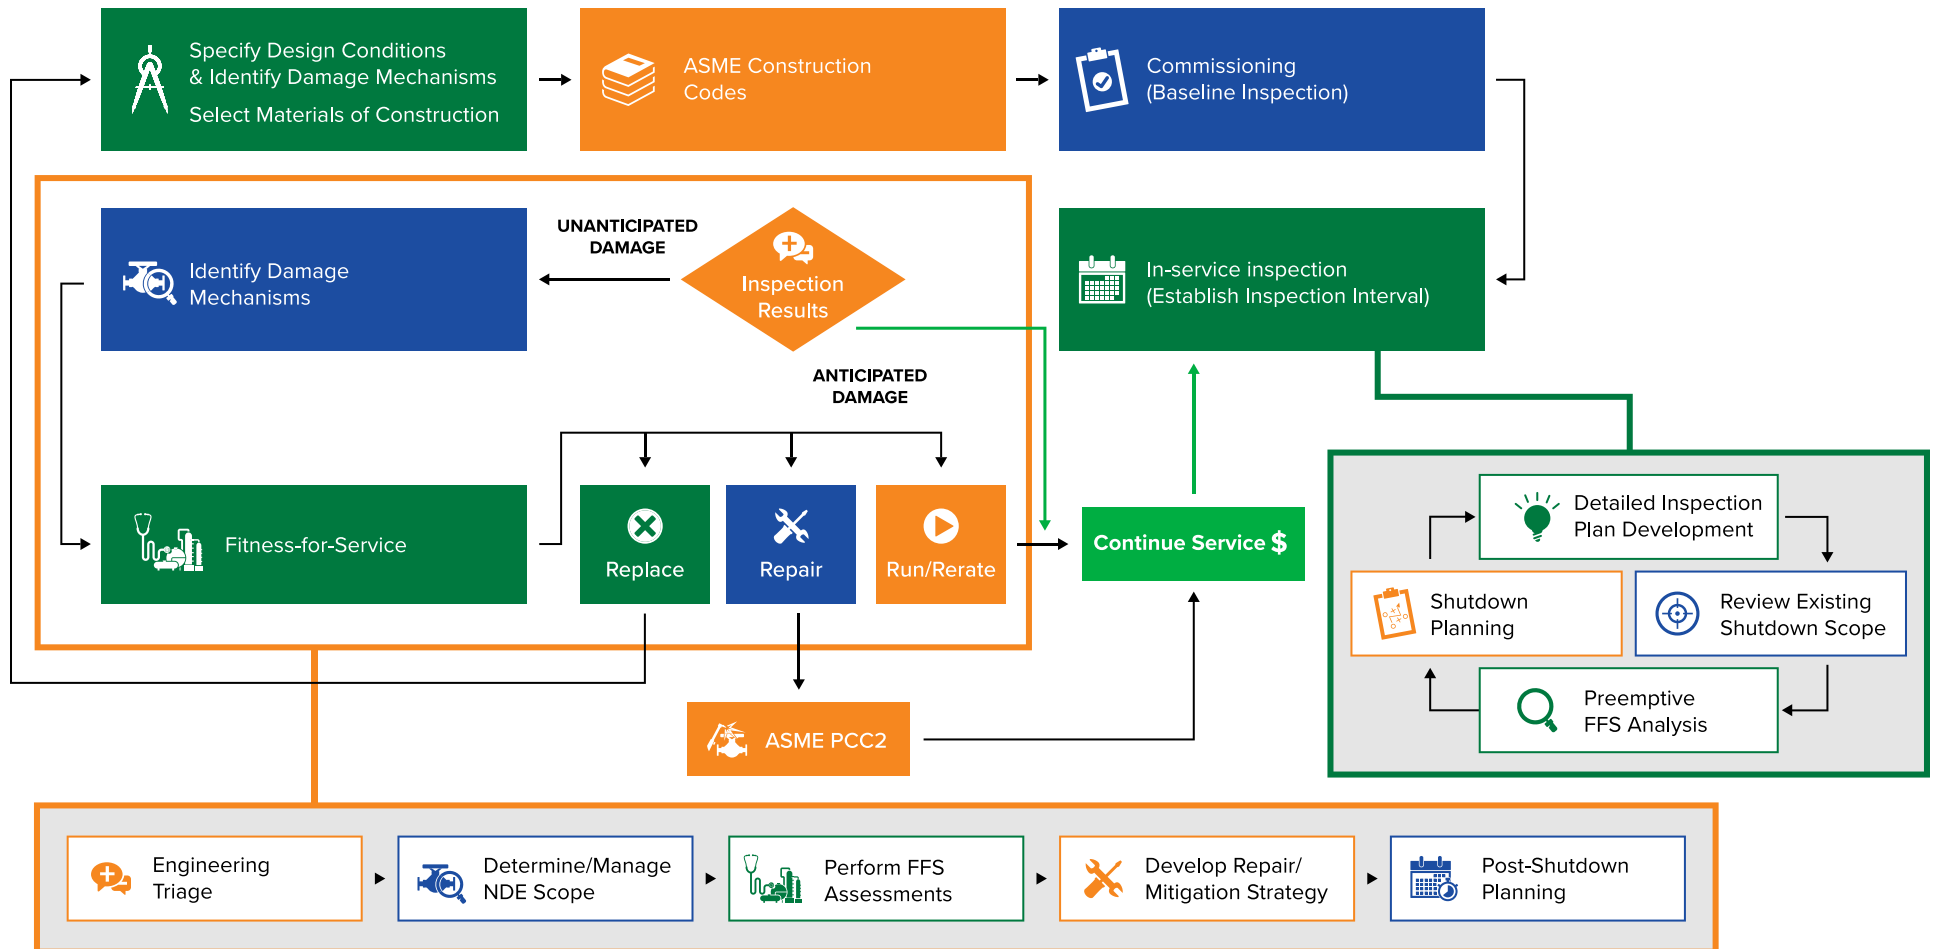 Specify Design Conditions
& Identify Damage Mechanisms
Select Materials of Construction
ASME Construction
Codes
Commissioning
(Baseline Inspection)
Identify Damage
Mechanisms
UNANTICIPATED
DAMAGE
Inspection
Results
In-service inspection
(Establish Inspection Interval)
ANTICIPATED
DAMAGE
Fitness-for-Service
Replace
Repair
Run/Rerate
Continue Service $
Detailed Inspection
Plan Development
Shutdown
Planning
Review Existing
Shutdown Scope
Preemptive
FFS Analysis
ASME PCC2
Engineering
Triage
Determine/Manage
NDE Scope
Perform FFS
Assessments
Develop Repair/
Mitigation Strategy
Post-Shutdown
Planning